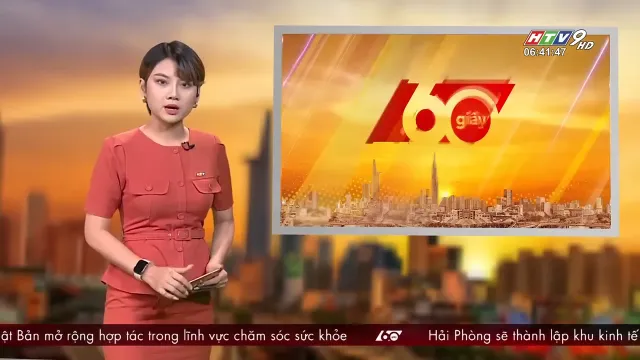 HTV9 HD
06:41:47
60 giây
ật Bản mở rộng hợp tác trong lĩnh vực chăm sóc sức khỏe 60 Hải Phòng sẽ thành lập khu kinh tế